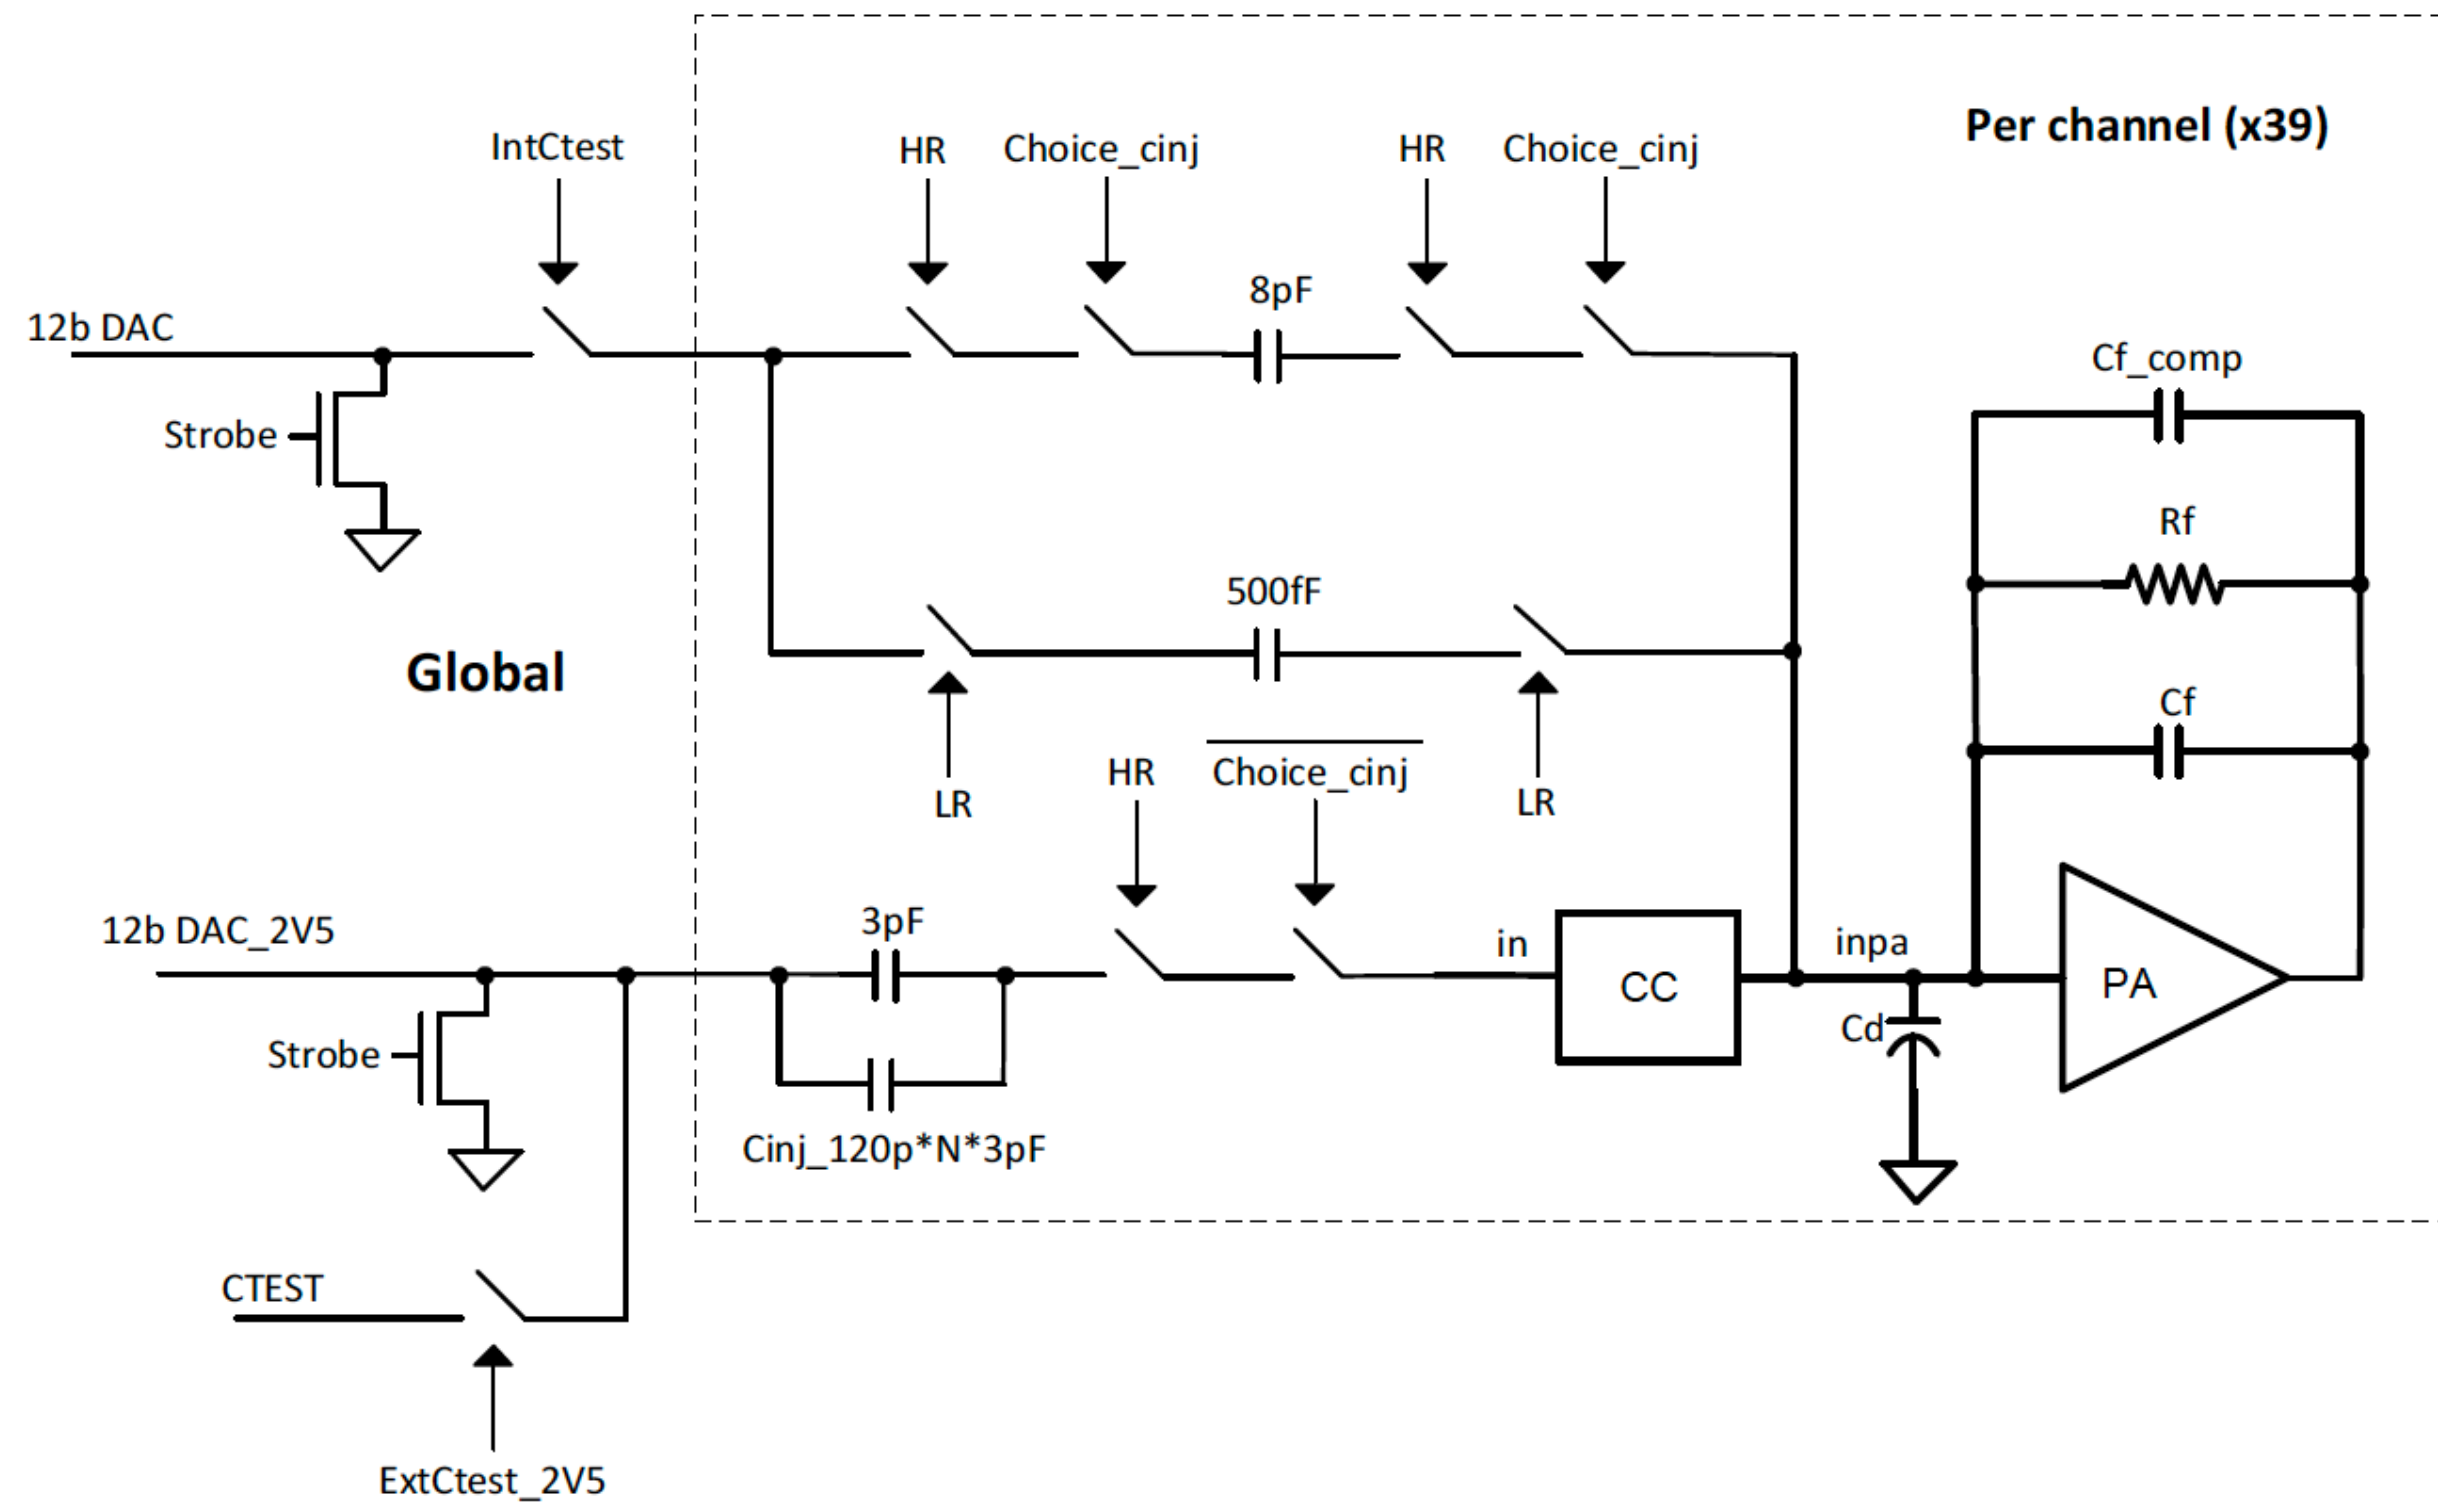 Per channel (x39)
IntCtest
HR
Choice_cinj
HR
Choice_cinj
8pF
12b DAC
Cf_comp
Strobe
Rf
500fF
Global
Cf
HR
Choice_cinj
LR
LR
3pF
12b DAC_2V5
in
inpa
CC
PA
Cd
Strobe
Cinj_120p*N*3pF
CTEST
ExtCtest_2V5